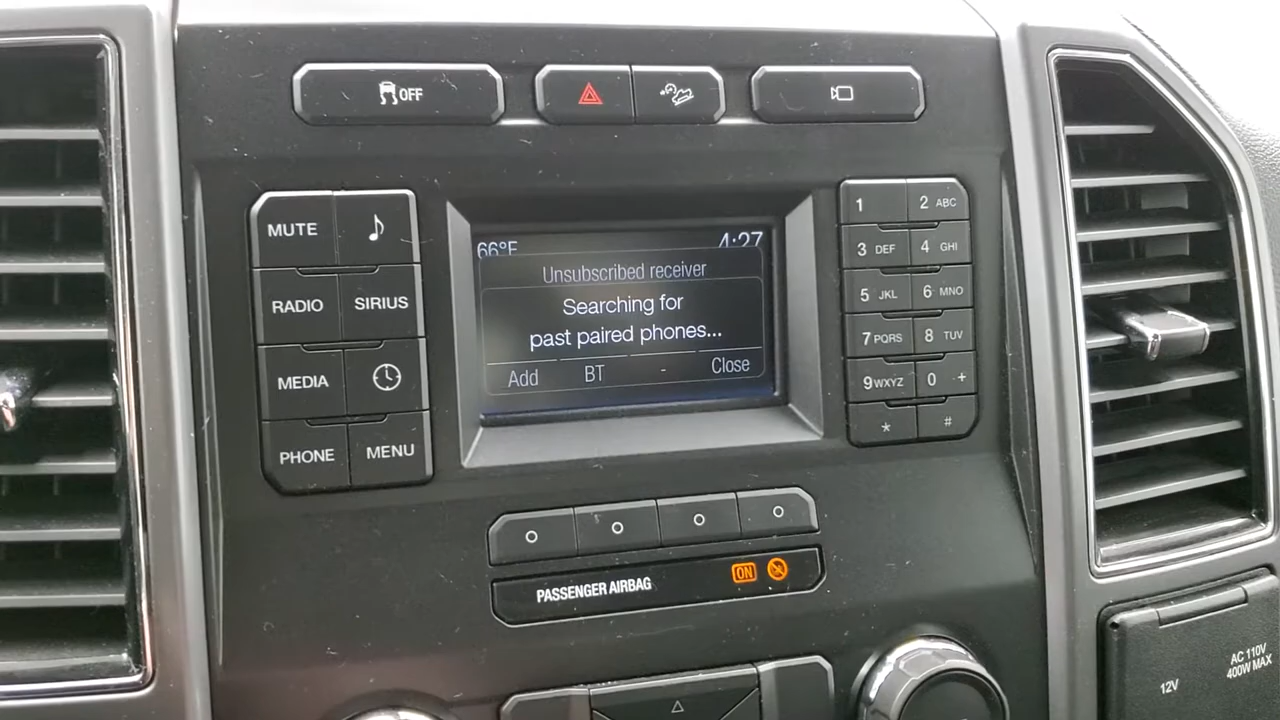 OFF
MUTE
RADIO SIRIUS
MEDIA
PHONE MENU
66°F 4:27
Unsubscribed receiver
Searching for
past paired phones...
Add BT - Close
1 2 ABC
3 DEF 4 GHI
5 JKL 6 MNO
7 PQRS 8 TUV
9 WXYZ 0 +
* #
PASSENGER AIRBAG ON
12V
AC 110V
400W MAX